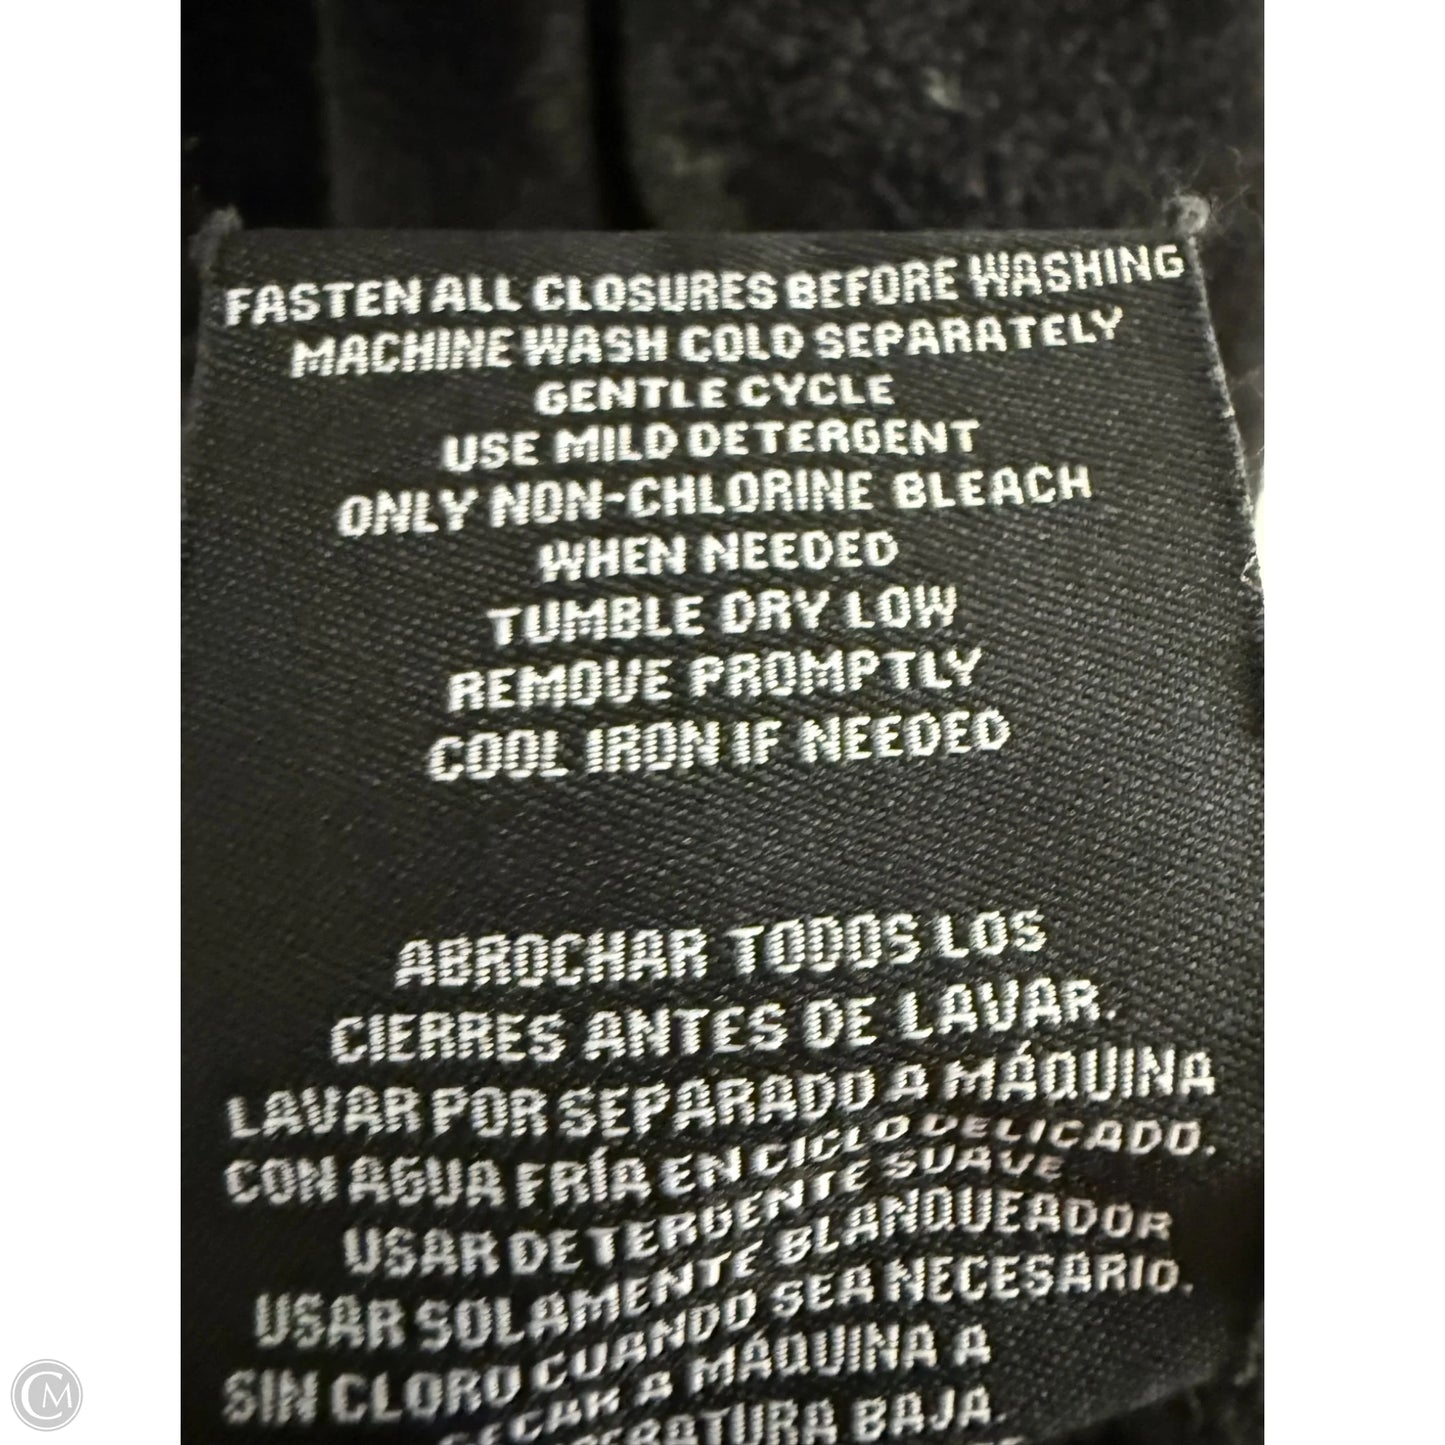 FASTEN ALL CLOSURES BEFORE WASHING
MACHINE WASH COLD SEPARATELY
GENTLE CYCLE
USE MILD DETERGENT
ONLY NON-CHLORINE BLEACH
WHEN NEEDED
TUMBLE DRY LOW
REMOVE PROMPTLY
COOL IRON IF NEEDED
ABROCHAR TODOS LOS
CIERRES ANTES DE LAVAR.
LAVAR POR SEPARADO A MÁQUINA
CON AGUA FRÍA EN CICLO DELICADO.
USAR DETERGENTE SUAVE
USAR SOLAMENTE BLANQUEADOR
SIN CLORO CUANDO SEA NECESARIO.
A MÁQUINA A
BAJA.
CM